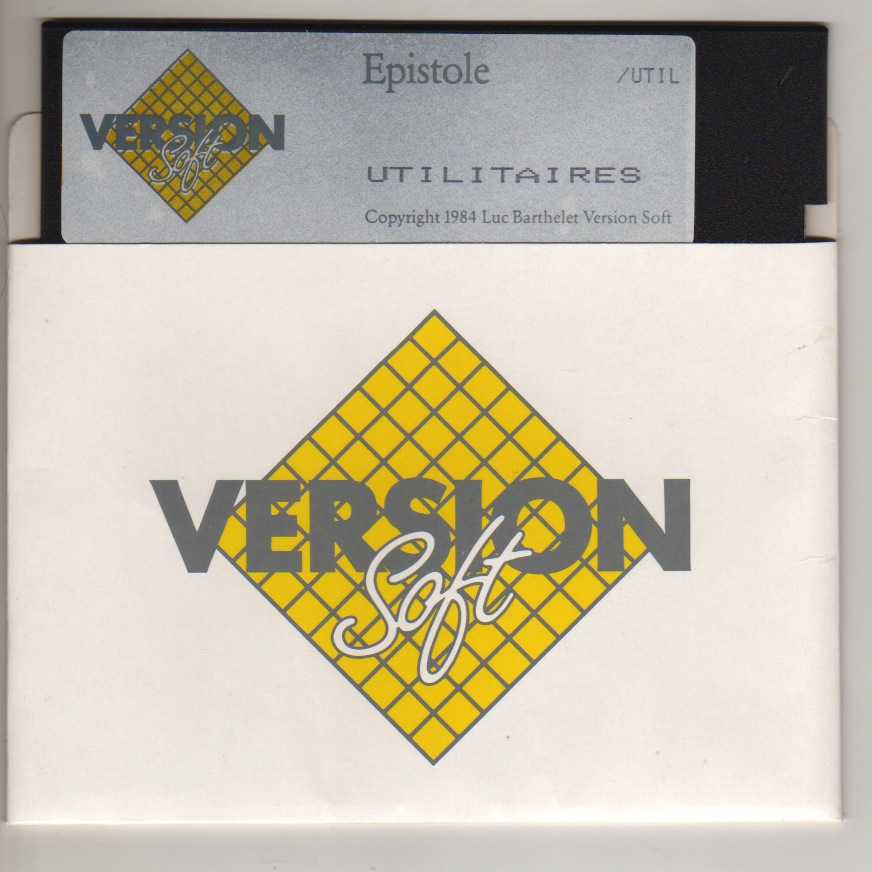 Epistole
/UTIL
VERSION
Soft
UTILITAIRES
Copyright 1984 Luc Barthelet Version Soft
VERSION
Soft